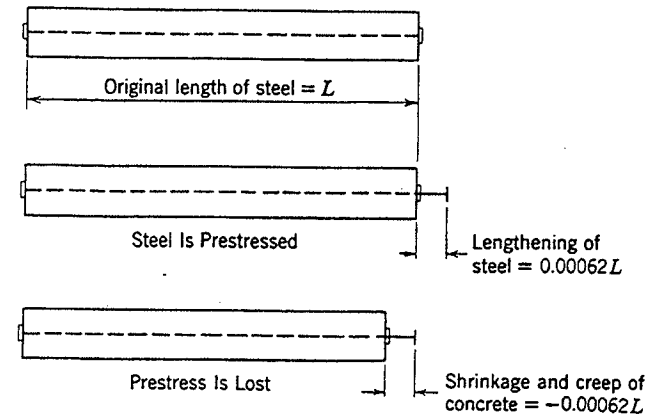 Original length of steel = L
Steel Is Prestressed
Lengthening of
steel = 0.00062L
Prestress Is Lost
Shrinkage and creep of
concrete = -0.00062L